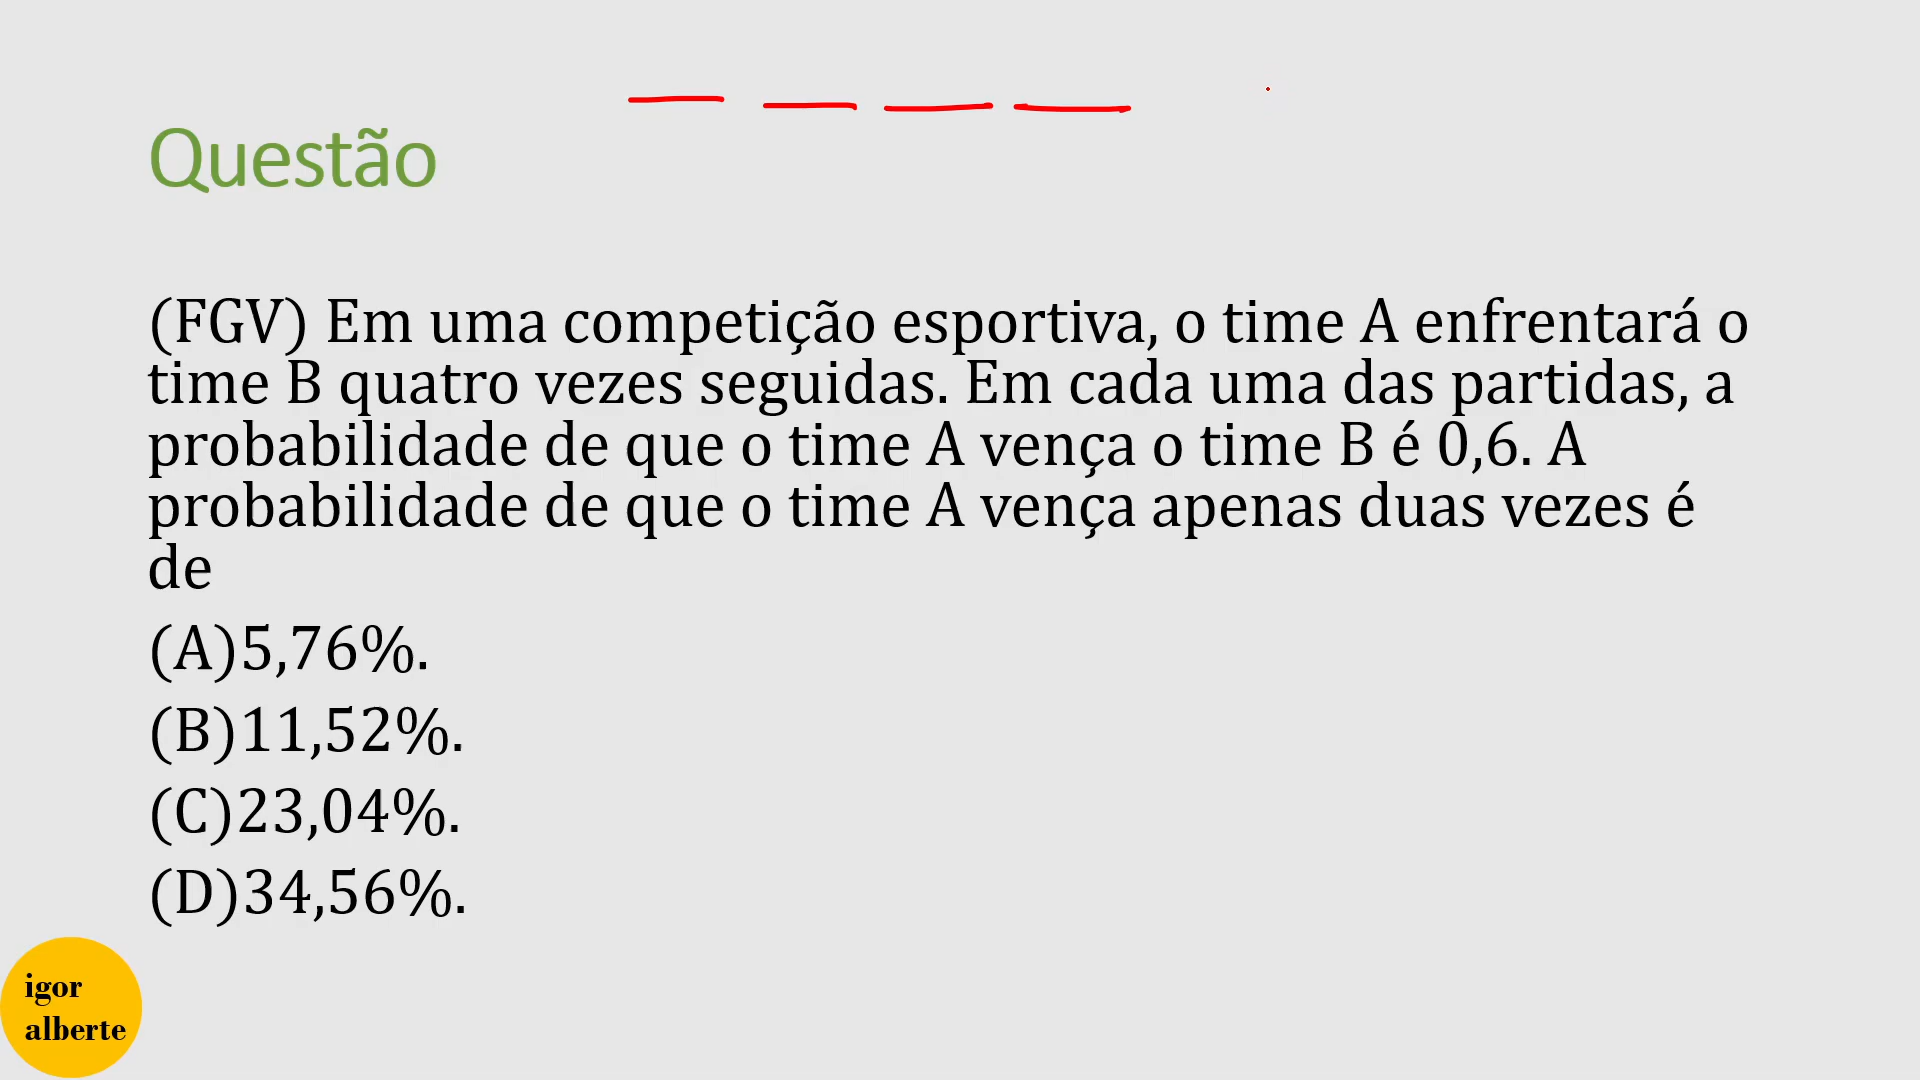 Questão
(FGV) Em uma competição esportiva, o time A enfrentará o
time B quatro vezes seguidas. Em cada uma das partidas, a
probabilidade de que o time A vença o time B é 0,6. A
probabilidade de que o time A vença apenas duas vezes é
de
(A)5,76%.
(B)11,52%.
(C)23,04%.
(D)34,56%.
igor
alberte